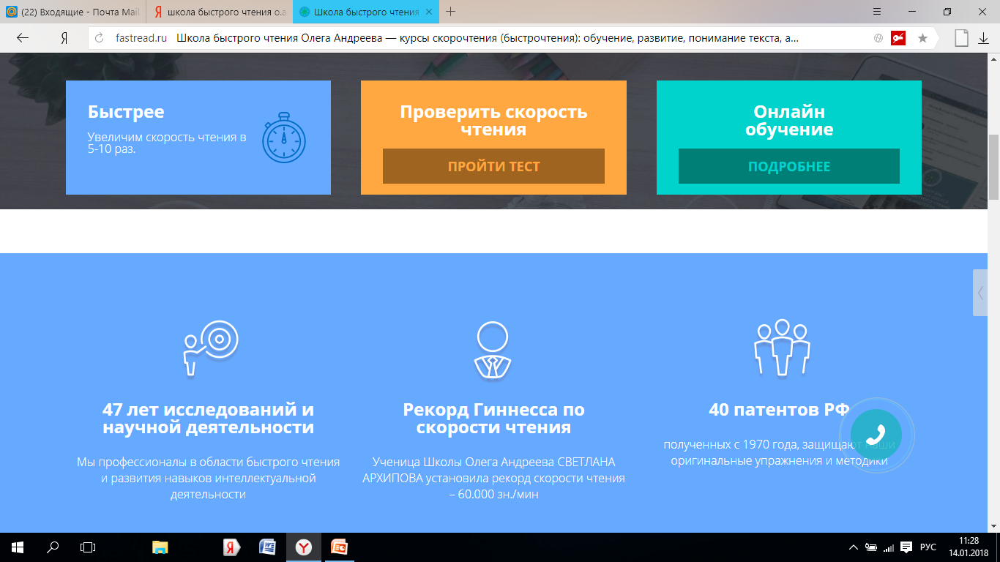 (22) Входящие - Почта Mail
школа быстрого чтения о.а
Школа быстрого чтения
fastread.ru Школа быстрого чтения Олега Андреева — курсы скорочтения (быстрочтения): обучение, развитие, понимание текста, а...
Быстрее
Увеличим скорость чтения в
5-10 раз.
Проверить скорость
чтения
ПРОЙТИ ТЕСТ
Онлайн
обучение
ПОДРОБНЕЕ
47 лет исследований и
научной деятельности
Мы профессионалы в области быстрого чтения
и развития навыков интеллектуальной
деятельности
Рекорд Гиннесса по
скорости чтения
Ученица Школы Олега Андреева СВЕТЛАНА
АРХИПОВА установила рекорд скорости чтения
– 60.000 зн./мин
40 патентов РФ
полученных с 1970 года, защищают наши
оригинальные упражнения и методики
РУС
11:28
14.01.2018